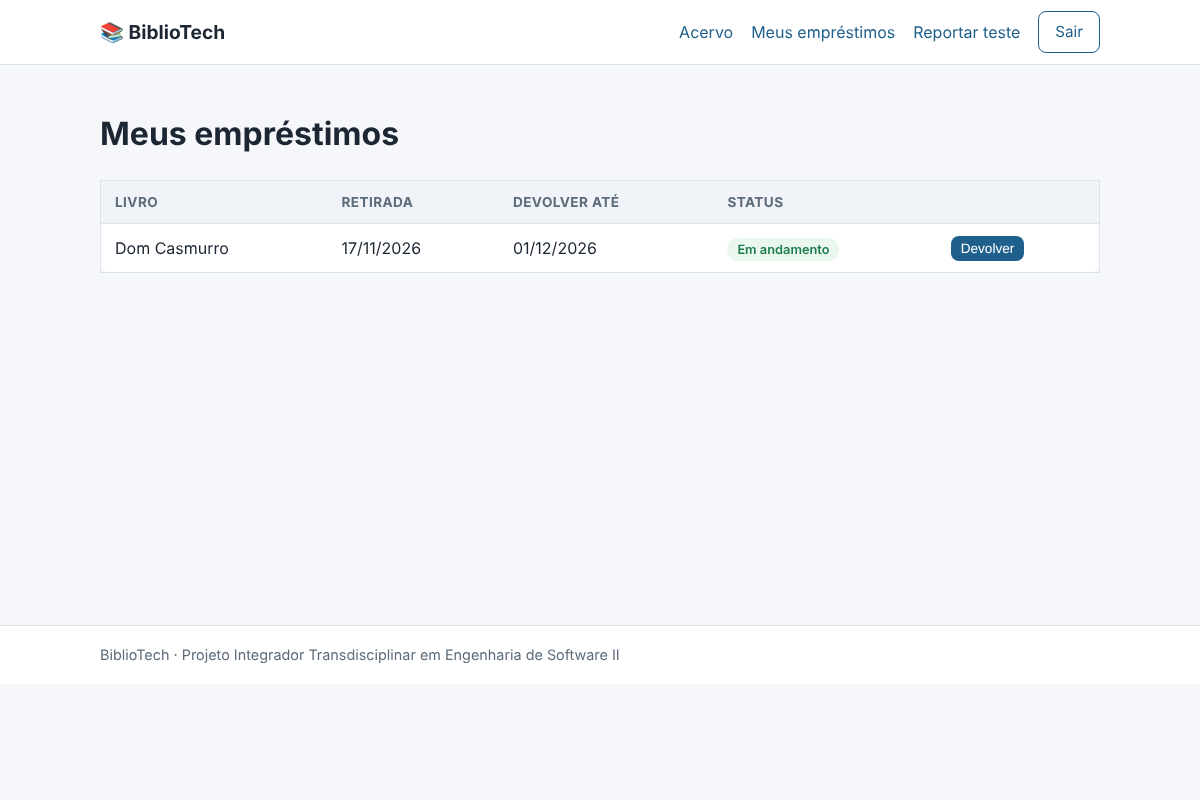 📚 BiblioTech
Acervo Meus empréstimos Reportar teste Sair
Meus empréstimos
LIVRO RETIRADA DEVOLVER ATÉ STATUS
Dom Casmurro 17/11/2026 01/12/2026 Em andamento Devolver
BiblioTech · Projeto Integrador Transdisciplinar em Engenharia de Software II